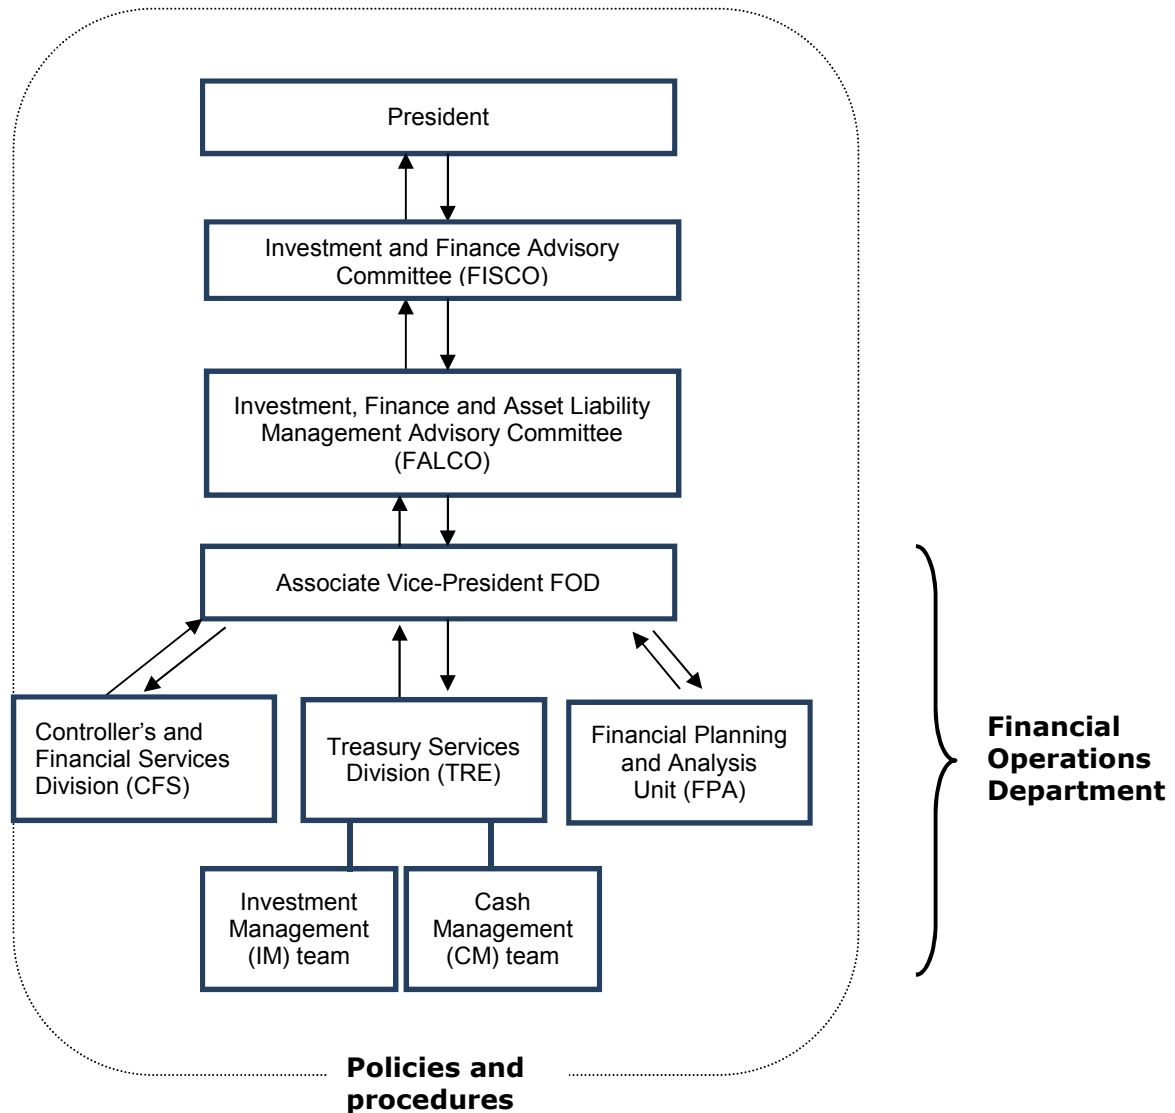 President
Investment and Finance Advisory
Committee (FISCO)
Investment, Finance and Asset Liability
Management Advisory Committee
(FALCO)
Associate Vice-President FOD
Controller’s and
Financial Services
Division (CFS)
Treasury Services
Division (TRE)
Financial Planning
and Analysis
Unit (FPA)
Financial
Operations
Department
Investment
Management
(IM) team
Cash
Management
(CM) team
Policies and
procedures